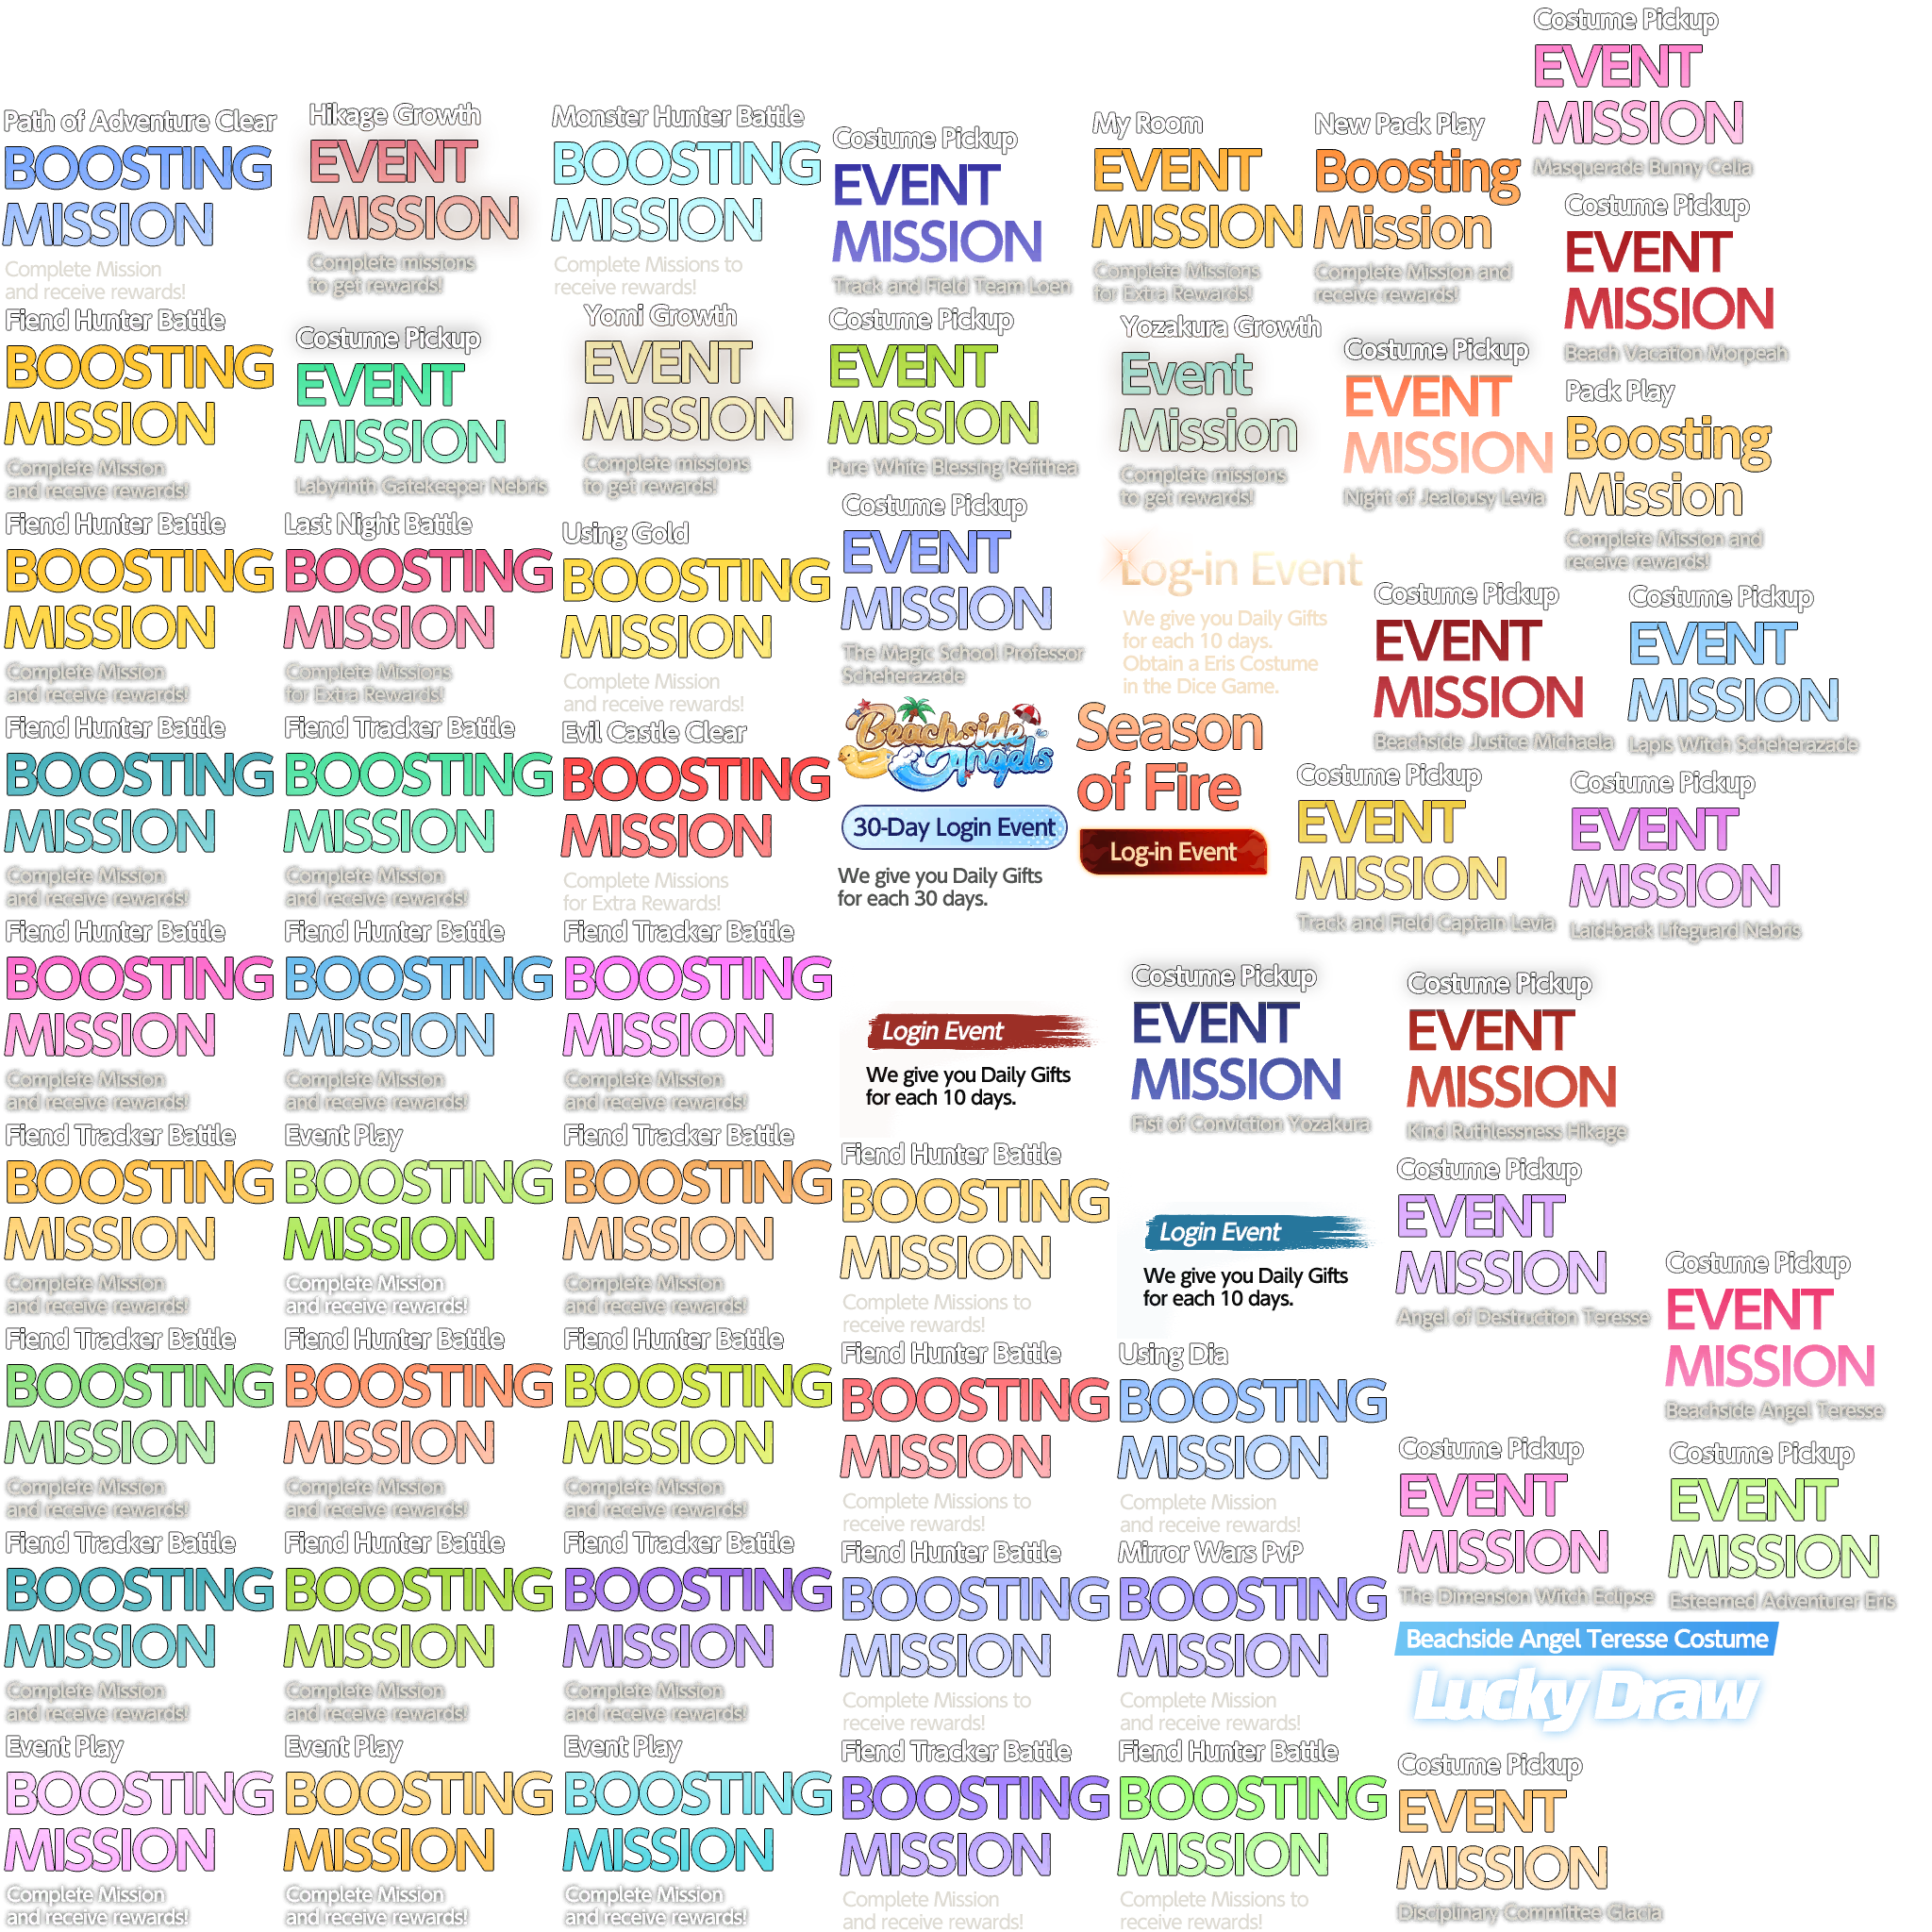 Path of Adventure Clear
BOOSTING
MISSION
Complete Mission
and receive rewards!
Fiend Hunter Battle
BOOSTING
MISSION
Complete Mission
and receive rewards!
Fiend Hunter Battle
BOOSTING
MISSION
Complete Mission
and receive rewards!
Fiend Hunter Battle
BOOSTING
MISSION
Complete Mission
and receive rewards!
Fiend Hunter Battle
BOOSTING
MISSION
Complete Mission
and receive rewards!
Fiend Tracker Battle
BOOSTING
MISSION
Complete Mission
and receive rewards!
Fiend Tracker Battle
BOOSTING
MISSION
Complete Mission
and receive rewards!
Fiend Tracker Battle
BOOSTING
MISSION
Complete Mission
and receive rewards!
Event Play
BOOSTING
MISSION
Complete Mission
and receive rewards!
Hikage Growth
EVENT
MISSION
Complete missions
to get rewards!
Costume Pickup
EVENT
MISSION
Labyrinth Gatekeeper Nebris
Last Night Battle
BOOSTING
MISSION
Complete Missions
for Extra Rewards!
Fiend Tracker Battle
BOOSTING
MISSION
Complete Mission
and receive rewards!
Fiend Hunter Battle
BOOSTING
MISSION
Complete Mission
and receive rewards!
Event Play
BOOSTING
MISSION
Complete Mission
and receive rewards!
Fiend Hunter Battle
BOOSTING
MISSION
Complete Mission
and receive rewards!
Fiend Hunter Battle
BOOSTING
MISSION
Complete Mission
and receive rewards!
Event Play
BOOSTING
MISSION
Complete Mission
and receive rewards!
Monster Hunter Battle
BOOSTING
MISSION
Complete Missions to
receive rewards!
Yomi Growth
EVENT
MISSION
Complete missions
to get rewards!
Using Gold
BOOSTING
MISSION
Complete Mission
and receive rewards!
Evil Castle Clear
BOOSTING
MISSION
Complete Missions
for Extra Rewards!
Fiend Tracker Battle
BOOSTING
MISSION
Complete Mission
and receive rewards!
Fiend Tracker Battle
BOOSTING
MISSION
Complete Mission
and receive rewards!
Fiend Hunter Battle
BOOSTING
MISSION
Complete Mission
and receive rewards!
Fiend Tracker Battle
BOOSTING
MISSION
Complete Mission
and receive rewards!
Event Play
BOOSTING
MISSION
Complete Mission
and receive rewards!
Costume Pickup
EVENT
MISSION
Track and Field Team Loen
Costume Pickup
EVENT
MISSION
Pure White Blessing Refithea
Costume Pickup
EVENT
MISSION
The Magic School Professor
Scheherazade
Beachside
Angels
30-Day Login Event
We give you Daily Gifts
for each 30 days.
Login Event
We give you Daily Gifts
for each 10 days.
Fiend Hunter Battle
BOOSTING
MISSION
Complete Missions to
receive rewards!
Fiend Hunter Battle
BOOSTING
MISSION
Complete Missions to
receive rewards!
Fiend Hunter Battle
BOOSTING
MISSION
Complete Missions to
receive rewards!
Fiend Tracker Battle
BOOSTING
MISSION
Complete Mission
and receive rewards!
My Room
EVENT
MISSION
Complete Missions
for Extra Rewards!
Yozakura Growth
Event
Mission
Complete missions
to get rewards!
Log-in Event
We give you Daily Gifts
for each 10 days.
Obtain a Eris Costume
in the Dice Game.
Season
of Fire
Log-in Event
Costume Pickup
EVENT
MISSION
Fist of Conviction Yozakura
Login Event
We give you Daily Gifts
for each 10 days.
Using Dia
BOOSTING
MISSION
Complete Mission
and receive rewards!
Mirror Wars PvP
BOOSTING
MISSION
Complete Mission
and receive rewards!
Fiend Hunter Battle
BOOSTING
MISSION
Complete Missions to
receive rewards!
New Pack Play
Boosting
Mission
Complete Mission and
receive rewards!
Costume Pickup
EVENT
MISSION
Night of Jealousy Levia
Costume Pickup
EVENT
MISSION
Beachside Justice Michaela
Costume Pickup
EVENT
MISSION
Track and Field Captain Levia
Costume Pickup
EVENT
MISSION
Kind Ruthlessness Hikage
Costume Pickup
EVENT
MISSION
Angel of Destruction Teresse
Costume Pickup
EVENT
MISSION
The Dimension Witch Eclipse
Beachside Angel Teresse Costume
Lucky Draw
Costume Pickup
EVENT
MISSION
Disciplinary Committee Glacia
Costume Pickup
EVENT
MISSION
Masquerade Bunny Celia
Costume Pickup
EVENT
MISSION
Beach Vacation Morpeah
Pack Play
Boosting
Mission
Complete Mission and
receive rewards!
Costume Pickup
EVENT
MISSION
Lapis Witch Scheherazade
Costume Pickup
EVENT
MISSION
Laid-back Lifeguard Nebris
Costume Pickup
EVENT
MISSION
Beachside Angel Teresse
Costume Pickup
EVENT
MISSION
Esteemed Adventurer Eris